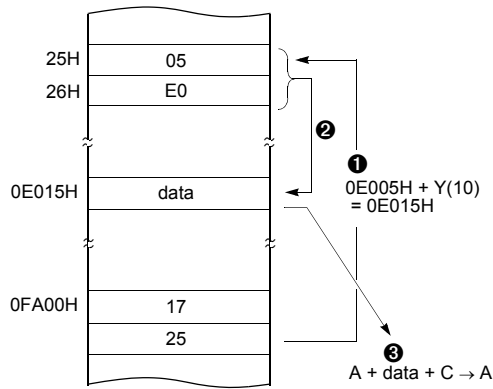 25H
05
26H
E0
❷
❶
0E015H
data
0E005H + Y(10)
= 0E015H
0FA00H
17
25
❸
A + data + C → A